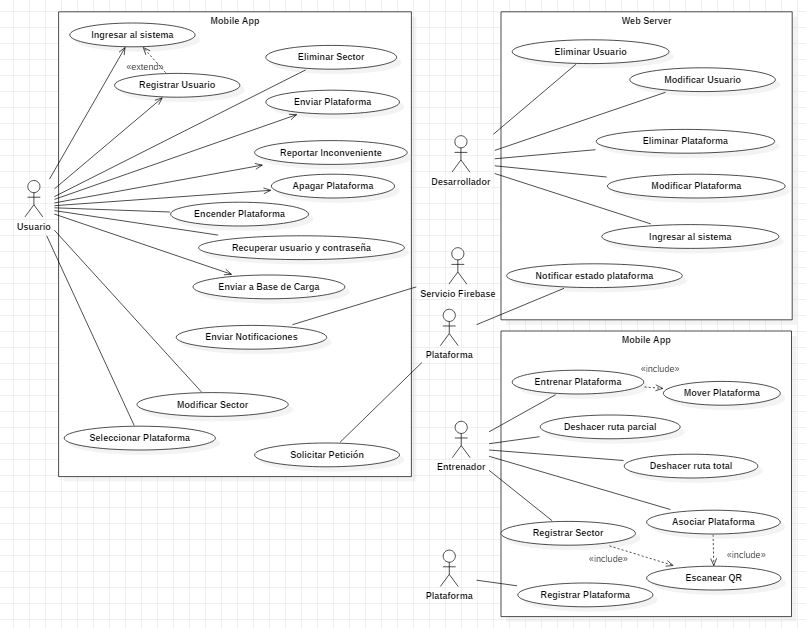 Mobile App
Ingresar al sistema
«extend»
Registrar Usuario
Eliminar Sector
Enviar Plataforma
Reportar Inconveniente
Apagar Plataforma
Encender Plataforma
Recuperar usuario y contraseña
Enviar a Base de Carga
Enviar Notificaciones
Modificar Sector
Seleccionar Plataforma
Solicitar Petición
Usuario
Web Server
Eliminar Usuario
Modificar Usuario
Eliminar Plataforma
Modificar Plataforma
Ingresar al sistema
Notificar estado plataforma
Desarrollador
Servicio Firebase
Plataforma
Mobile App
Entrenar Plataforma
«include»
Mover Plataforma
Deshacer ruta parcial
Deshacer ruta total
Asociar Plataforma
Registrar Sector
«include»
«include»
Escanear QR
Registrar Plataforma
Entrenador
Plataforma